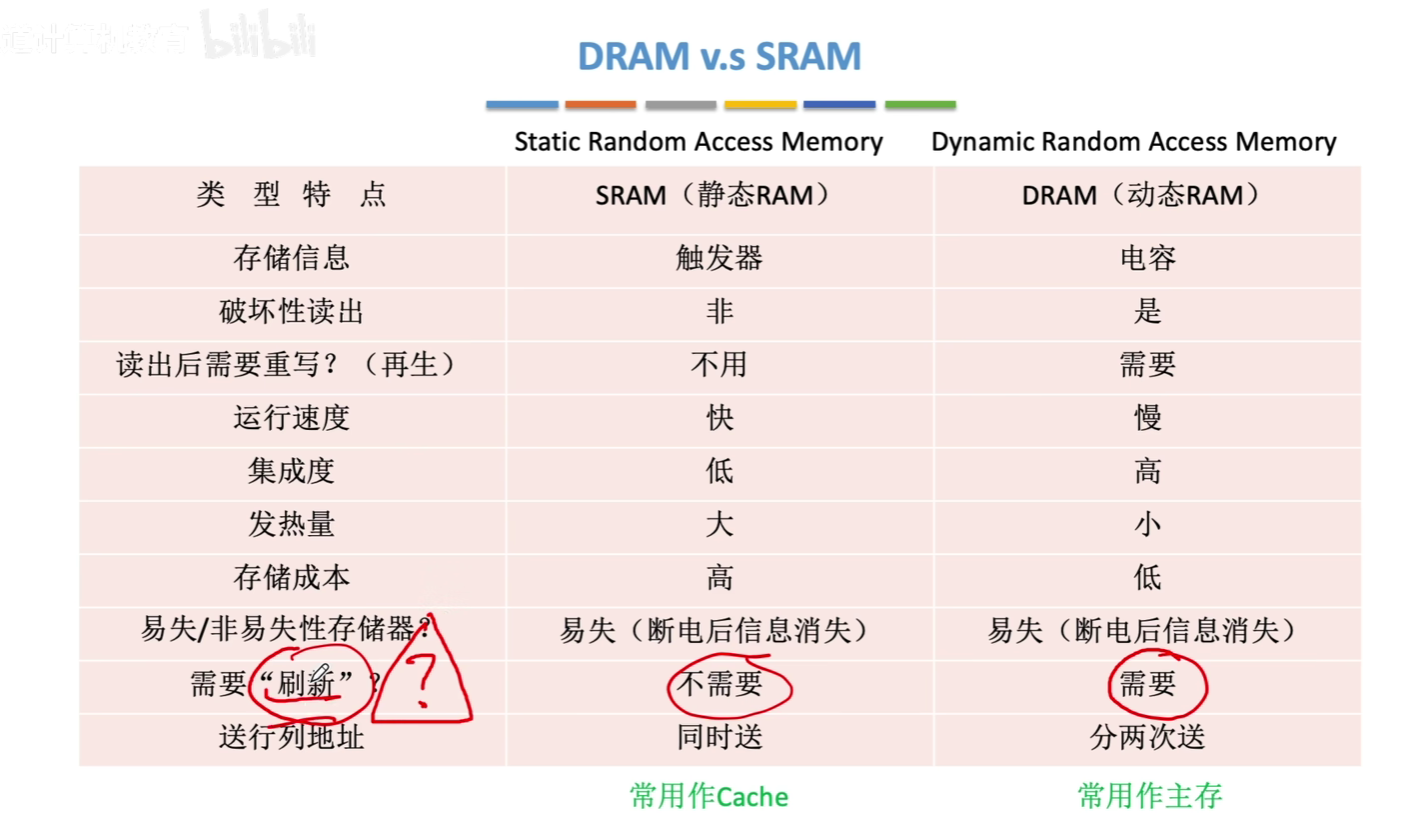 bilibili
DRAM v.s SRAM
Static Random Access Memory Dynamic Random Access Memory
类 型 特 点 SRAM（静态RAM） DRAM（动态RAM）
存储信息 触发器 电容
破坏性读出 非 是
读出后需要重写？（再生） 不用 需要
运行速度 快 慢
集成度 低 高
发热量 大 小
存储成本 高 低
易失/非易失性存储器？ 易失（断电后信息消失） 易失（断电后信息消失）
需要“刷新”？ ? 不需要 需要
送行列地址 同时送 分两次送
常用作Cache 常用作主存